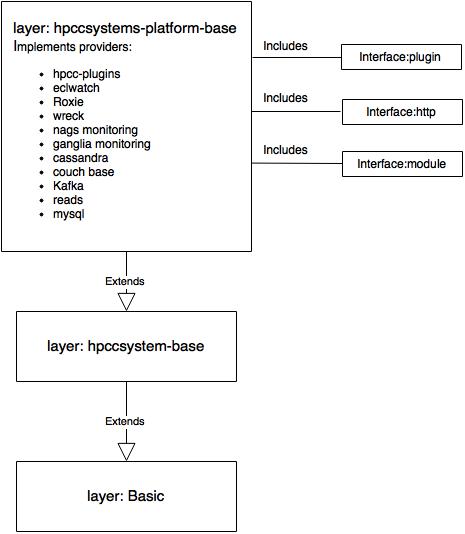 layer: hpccsystems-platform-base
Implements providers:
• hpcc-plugins
• eclwatch
• Roxie
• wreck
• nags monitoring
• ganglia monitoring
• cassandra
• couch base
• Kafka
• reads
• mysql
Includes
Interface:plugin
Includes
Interface:http
Includes
Interface:module
Extends
layer: hpccsystem-base
Extends
layer: Basic